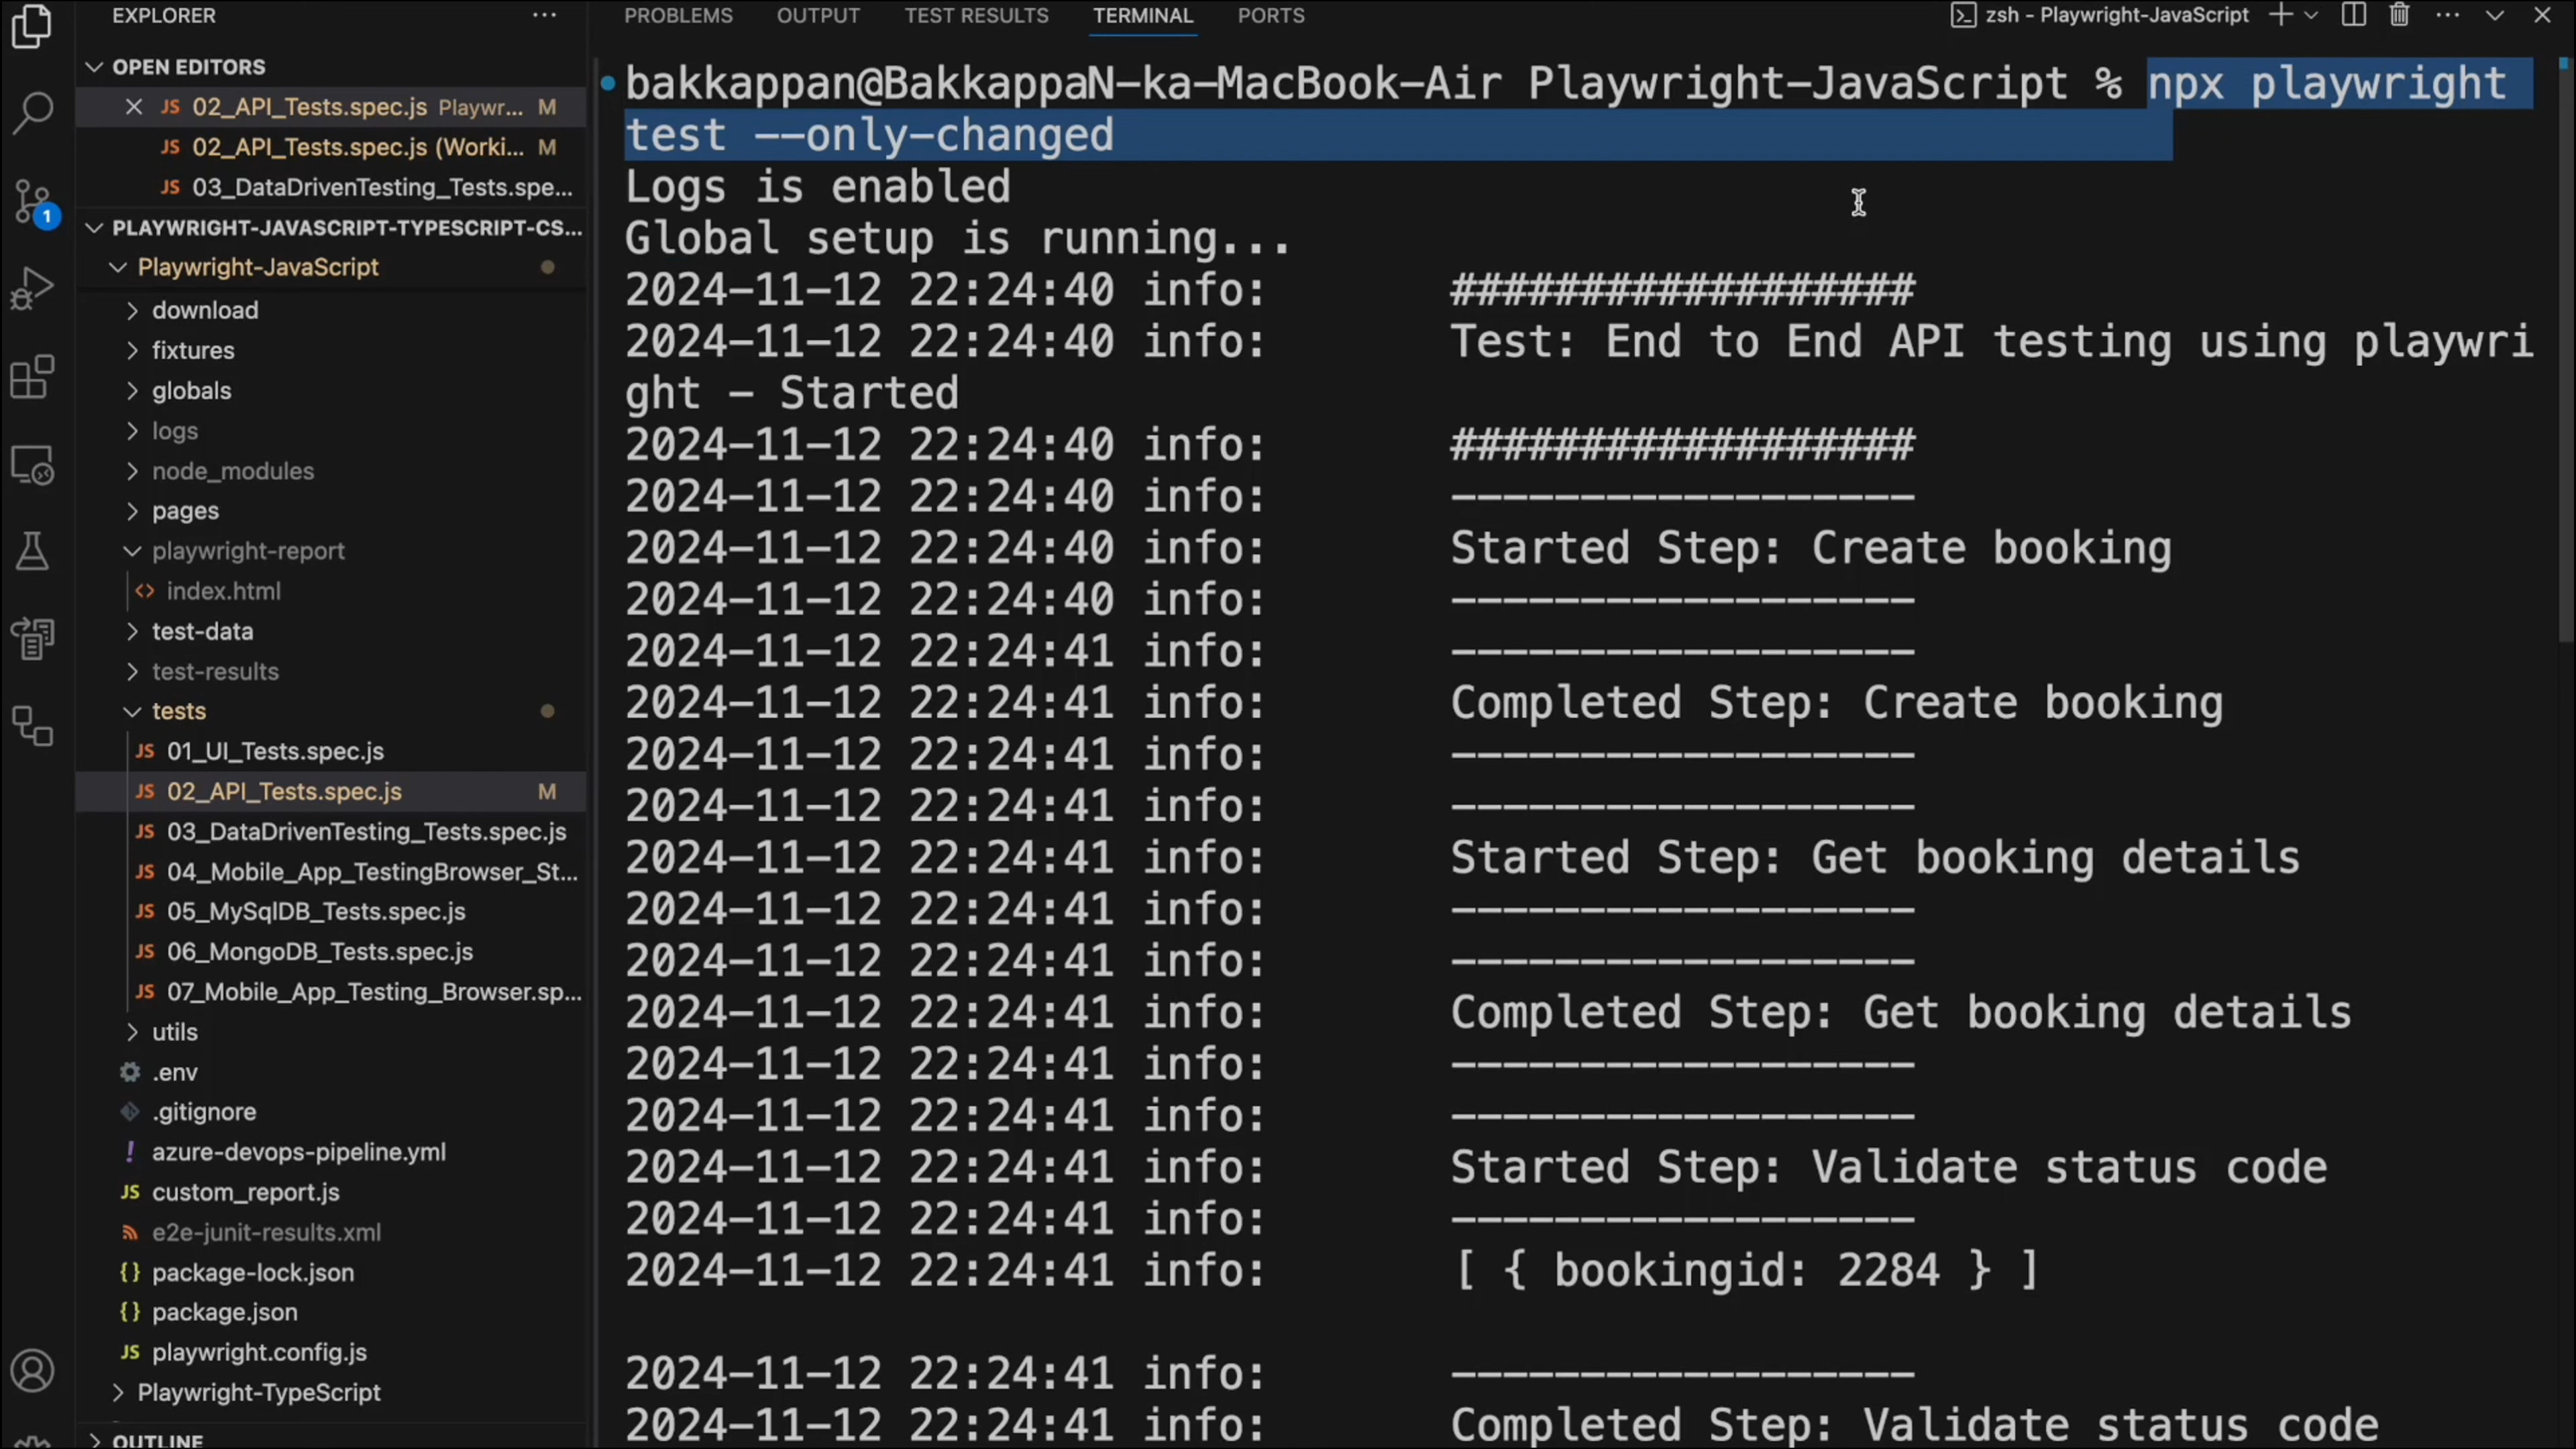 EXPLORER
OPEN EDITORS
JS 02_API_Tests.spec.js Playwr... M
JS 02_API_Tests.spec.js (Worki... M
JS 03_DataDrivenTesting_Tests.spe...
1
PLAYWRIGHT-JAVASCRIPT-TYPESCRIPT-CS...
Playwright-JavaScript
download
fixtures
globals
logs
node_modules
pages
playwright-report
<> index.html
test-data
test-results
tests
JS 01_UI_Tests.spec.js
JS 02_API_Tests.spec.js M
JS 03_DataDrivenTesting_Tests.spec.js
JS 04_Mobile_App_TestingBrowser_St...
JS 05_MySqlDB_Tests.spec.js
JS 06_MongoDB_Tests.spec.js
JS 07_Mobile_App_Testing_Browser.sp...
utils
.env
.gitignore
! azure-devops-pipeline.yml
JS custom_report.js
e2e-junit-results.xml
{} package-lock.json
{} package.json
JS playwright.config.js
Playwright-TypeScript
OUTLINE
PROBLEMS OUTPUT TEST RESULTS TERMINAL PORTS
zsh - Playwright-JavaScript
bakkappan@BakkappaN-ka-MacBook-Air Playwright-JavaScript % npx playwright
test --only-changed
Logs is enabled
Global setup is running...
2024-11-12 22:24:40 info: ##################
2024-11-12 22:24:40 info: Test: End to End API testing using playwri
ght - Started
2024-11-12 22:24:40 info: ##################
2024-11-12 22:24:40 info: ------------------
2024-11-12 22:24:40 info: Started Step: Create booking
2024-11-12 22:24:40 info: ------------------
2024-11-12 22:24:41 info: ------------------
2024-11-12 22:24:41 info: Completed Step: Create booking
2024-11-12 22:24:41 info: ------------------
2024-11-12 22:24:41 info: ------------------
2024-11-12 22:24:41 info: Started Step: Get booking details
2024-11-12 22:24:41 info: ------------------
2024-11-12 22:24:41 info: ------------------
2024-11-12 22:24:41 info: Completed Step: Get booking details
2024-11-12 22:24:41 info: ------------------
2024-11-12 22:24:41 info: ------------------
2024-11-12 22:24:41 info: Started Step: Validate status code
2024-11-12 22:24:41 info: ------------------
2024-11-12 22:24:41 info: [ { bookingid: 2284 } ]
2024-11-12 22:24:41 info: ------------------
2024-11-12 22:24:41 info: Completed Step: Validate status code